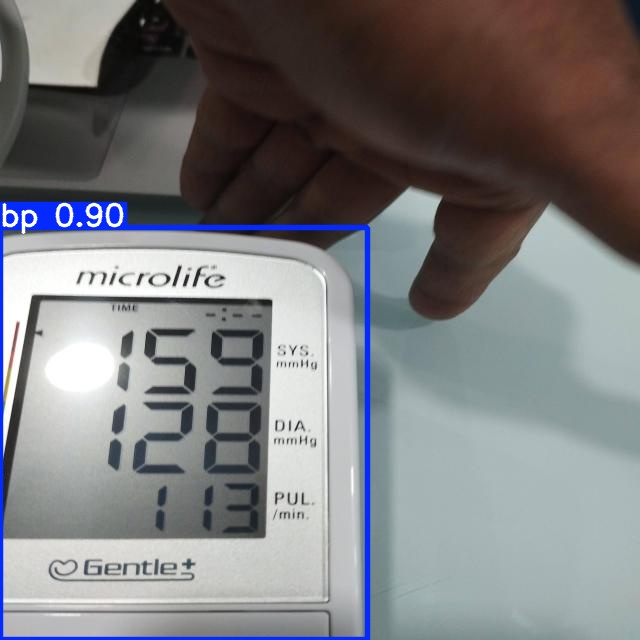 bp 0.90
microlife
TIME
--:--
159 SYS. mmHg
128 DIA. mmHg
113 PUL. /min.
Gentle+